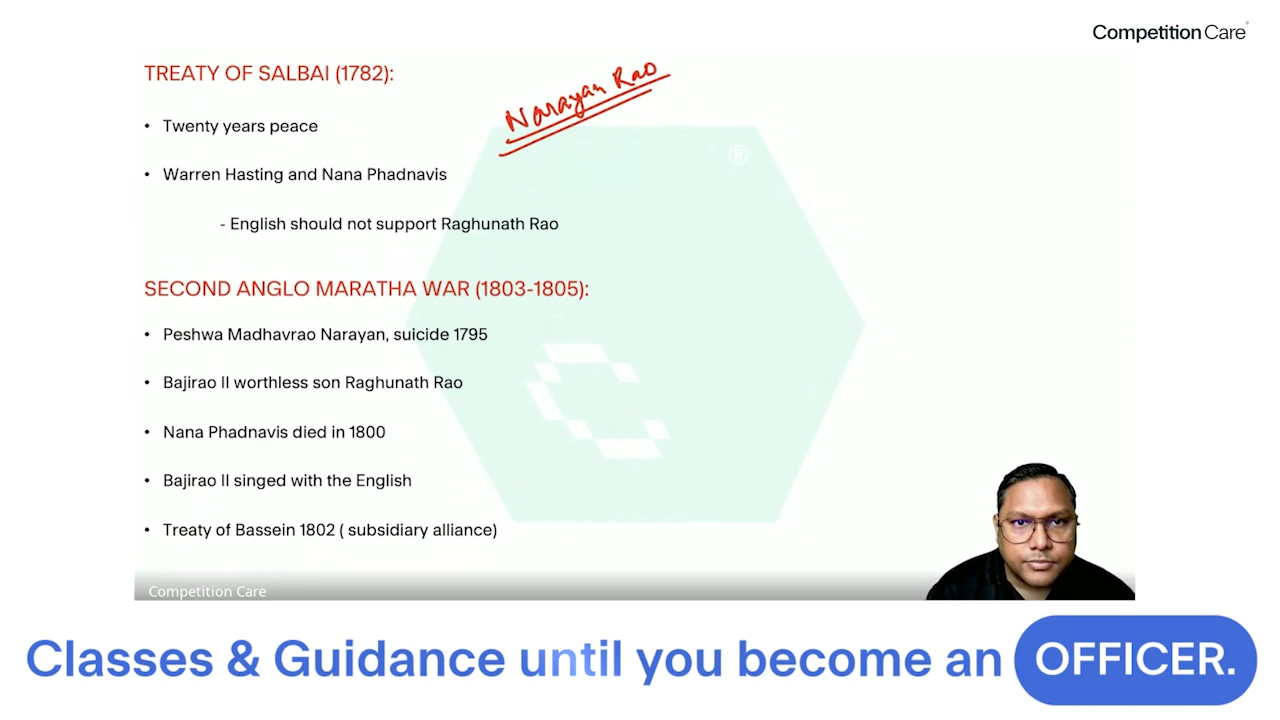 Competition Care
TREATY OF SALBAI (1782):
Narayan Rao
• Twenty years peace
• Warren Hasting and Nana Phadnavis
- English should not support Raghunath Rao
SECOND ANGLO MARATHA WAR (1803-1805):
• Peshwa Madhavrao Narayan, suicide 1795
• Bajirao II worthless son Raghunath Rao
• Nana Phadnavis died in 1800
• Bajirao II singed with the English
• Treaty of Bassein 1802 ( subsidiary alliance)
Competition Care
Classes & Guidance until you become an OFFICER.